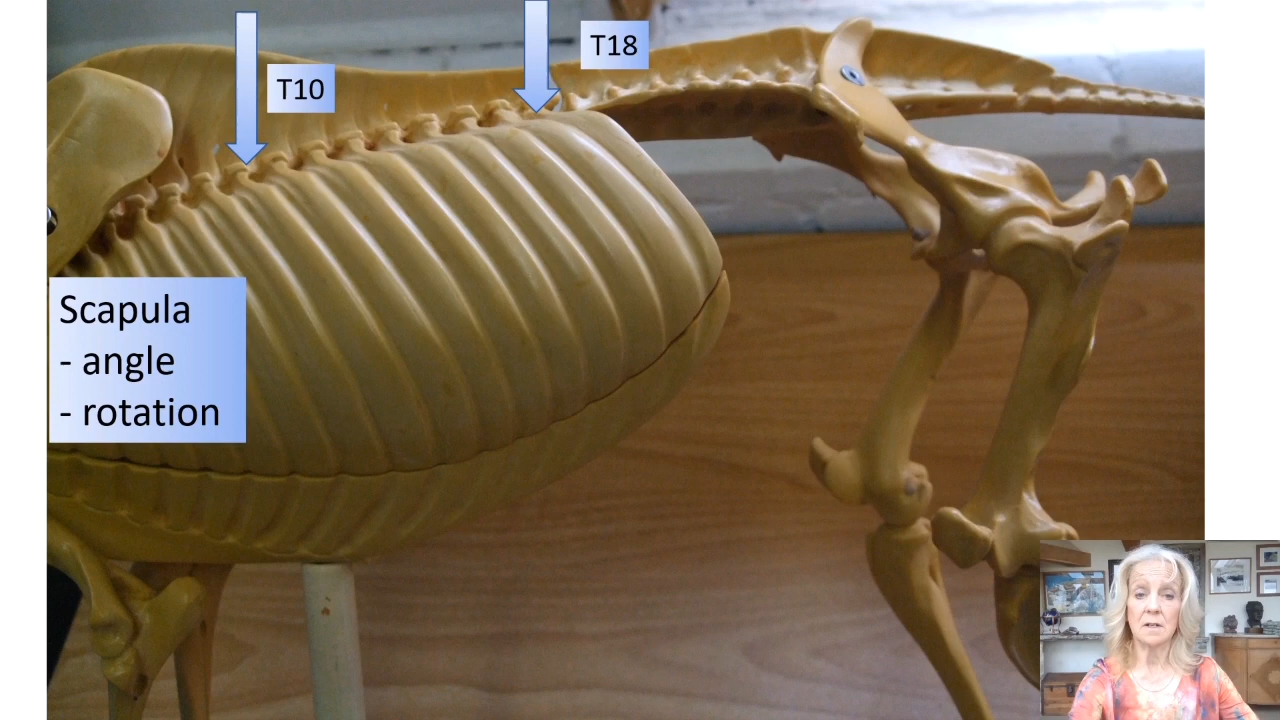 T18
T10
Scapula
- angle
- rotation